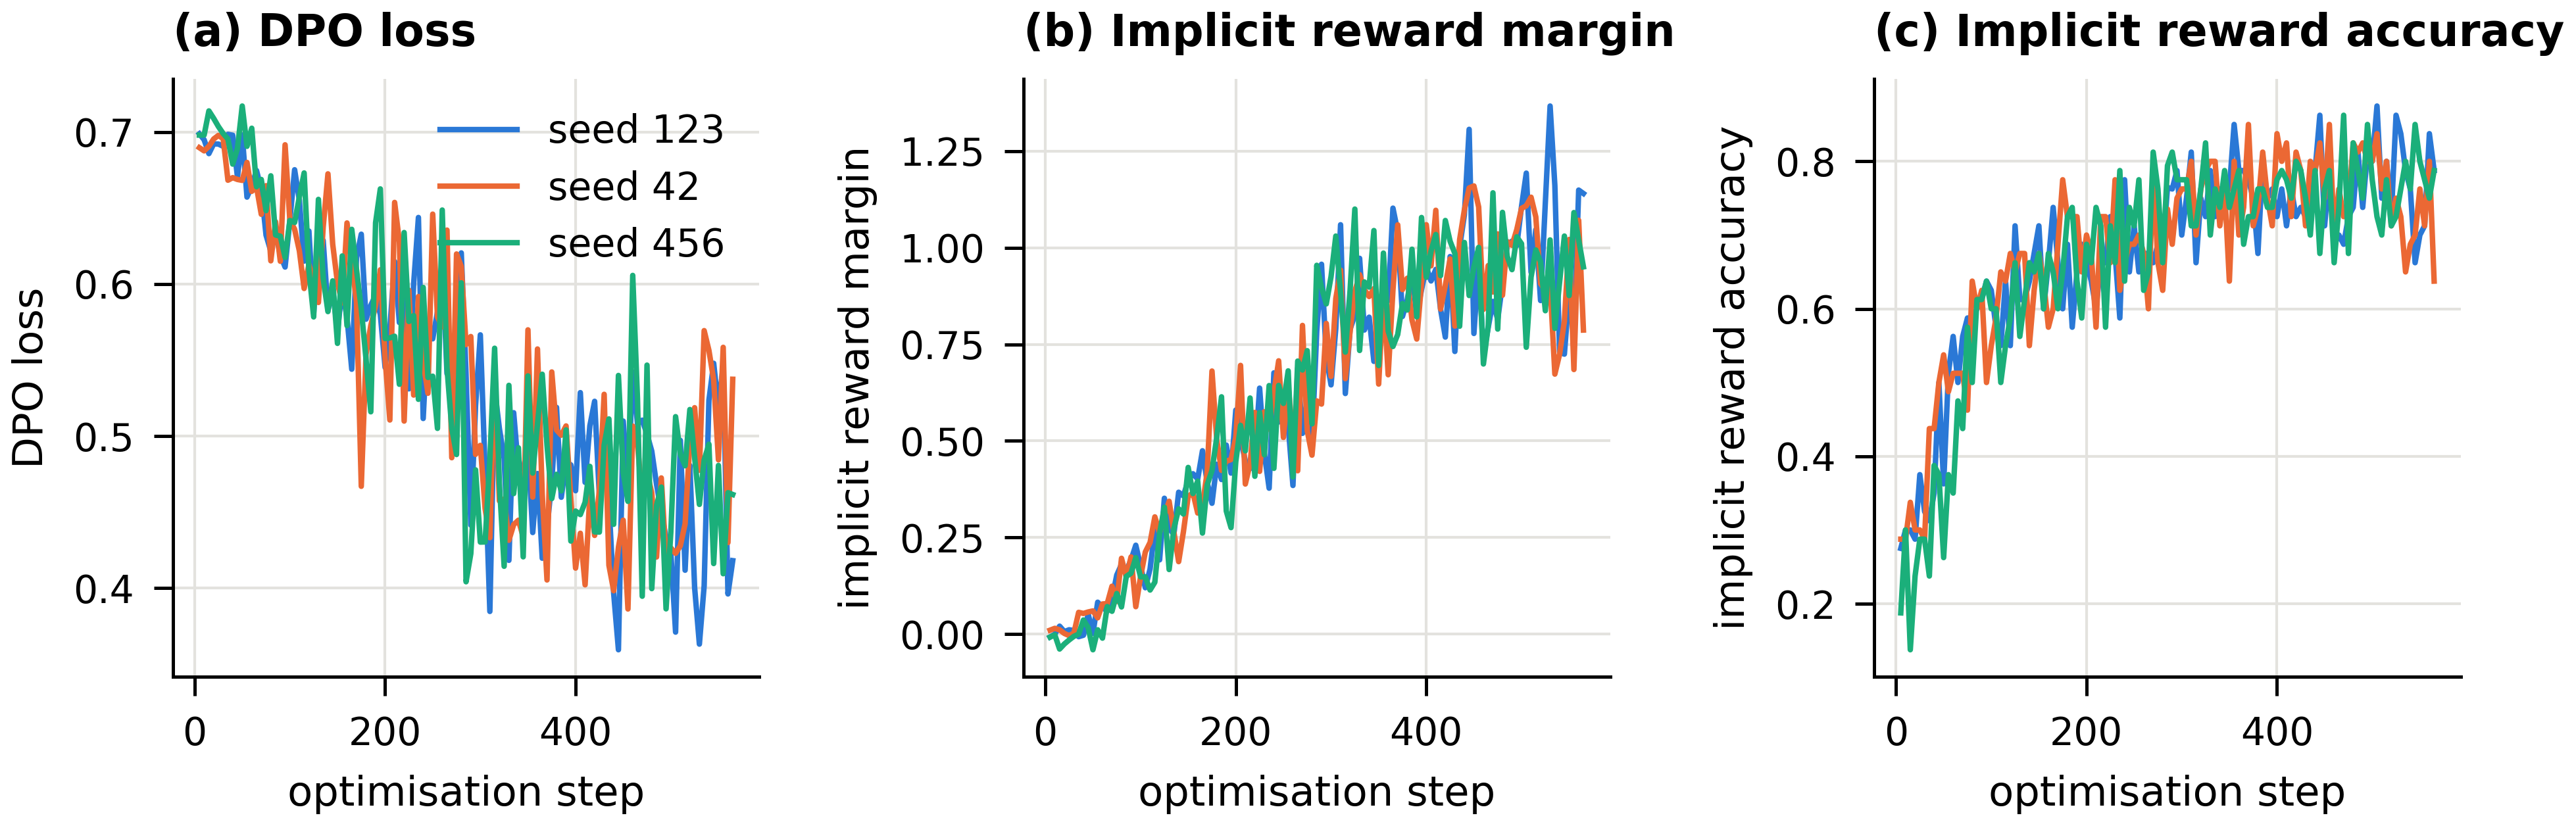 (a) DPO loss
DPO loss
0.7
0.6
0.5
0.4
0
200
400
optimisation step
seed 123
seed 42
seed 456
(b) Implicit reward margin
implicit reward margin
1.25
1.00
0.75
0.50
0.25
0.00
0
200
400
optimisation step
(c) Implicit reward accuracy
implicit reward accuracy
0.8
0.6
0.4
0.2
0
200
400
optimisation step